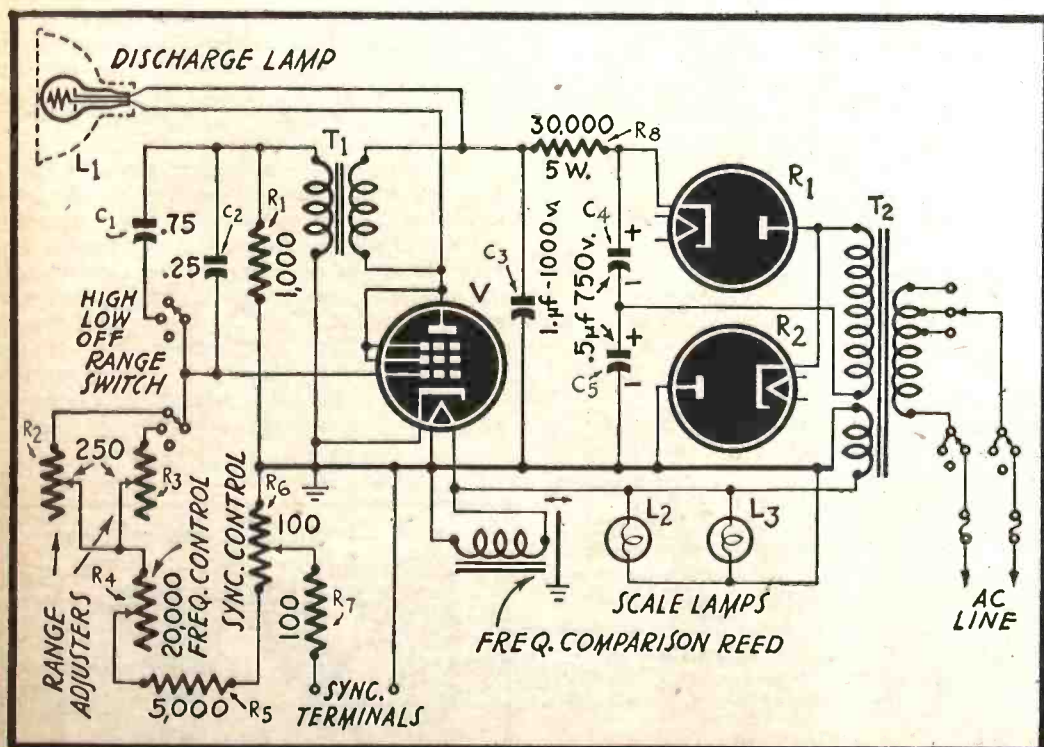 DISCHARGE LAMP
L1
C1
.75
C2
.25
R1
1,000
T1
HIGH
LOW
OFF
RANGE
SWITCH
V
C3
1. µf-1000v.
30,000
R8
5 W.
C4
+
-
.5µf 750v.
+
C5
-
R1
R2
T2
R2
250
R3
R4
20,000
FREQ. CONTROL
RANGE
ADJUSTERS
5,000
R5
SYNC. CONTROL
R6
100
100
R7
SYNC.
TERMINALS
L2
L3
SCALE LAMPS
FREQ. COMPARISON REED
AC
LINE